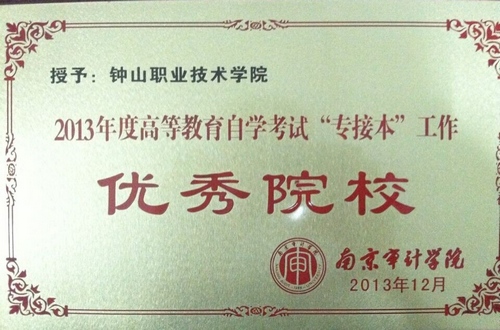 授予：钟山职业技术学院
2013年度高等教育自学考试“专接本”工作
优秀院校
南京审计学院
2013年12月